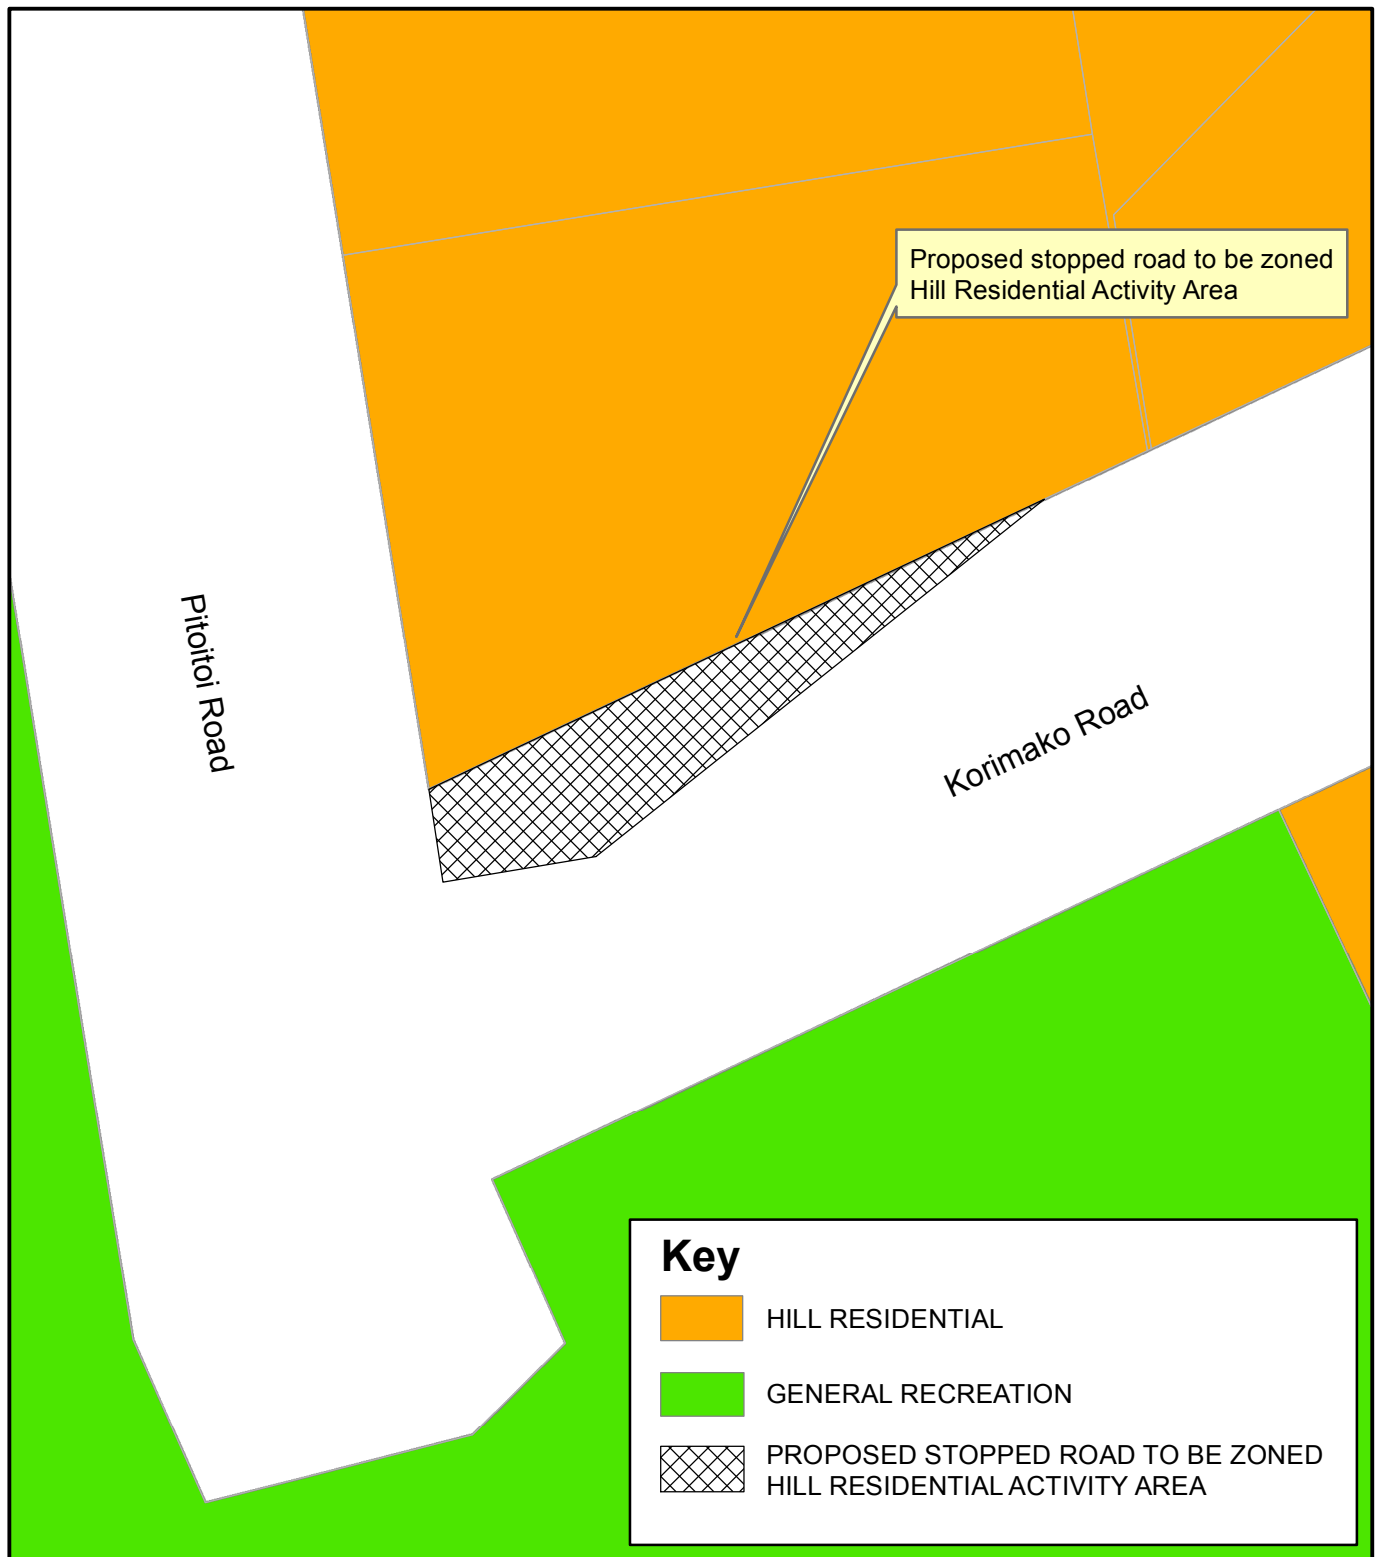 Proposed stopped road to be zoned
Hill Residential Activity Area
Pitoitoi Road
Korimako Road
Key
HILL RESIDENTIAL
GENERAL RECREATION
PROPOSED STOPPED ROAD TO BE ZONED
HILL RESIDENTIAL ACTIVITY AREA